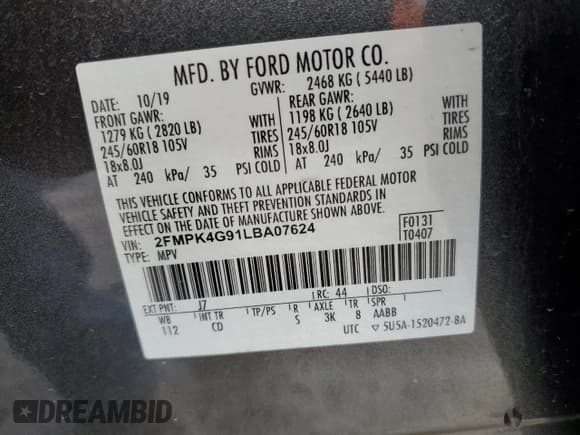 MFD. BY FORD MOTOR CO.
DATE: 10/19 GVWR: 2468 KG ( 5440 LB)
FRONT GAWR: REAR GAWR:
1279 KG ( 2820 LB) WITH 1198 KG ( 2640 LB) WITH
245/60R18 105V TIRES 245/60R18 105V TIRES
18x8.0J RIMS 18x8.0J RIMS
AT 240 kPa/ 35 PSI COLD AT 240 kPa/ 35 PSI COLD
THIS VEHICLE CONFORMS TO ALL APPLICABLE FEDERAL MOTOR
VEHICLE SAFETY AND THEFT PREVENTION STANDARDS IN
EFFECT ON THE DATE OF MANUFACTURE SHOWN ABOVE.
VIN: 2FMPK4G91LBA07624 F0131
TYPE: MPV T0407
EXT PNT: J7 RC: 44 DSO:
WB INT TR TP/PS R AXLE TR SPR
112 CD S 3K 8 AABB
UTC ▽ 5U5A-1520472-BA
DREAMBID